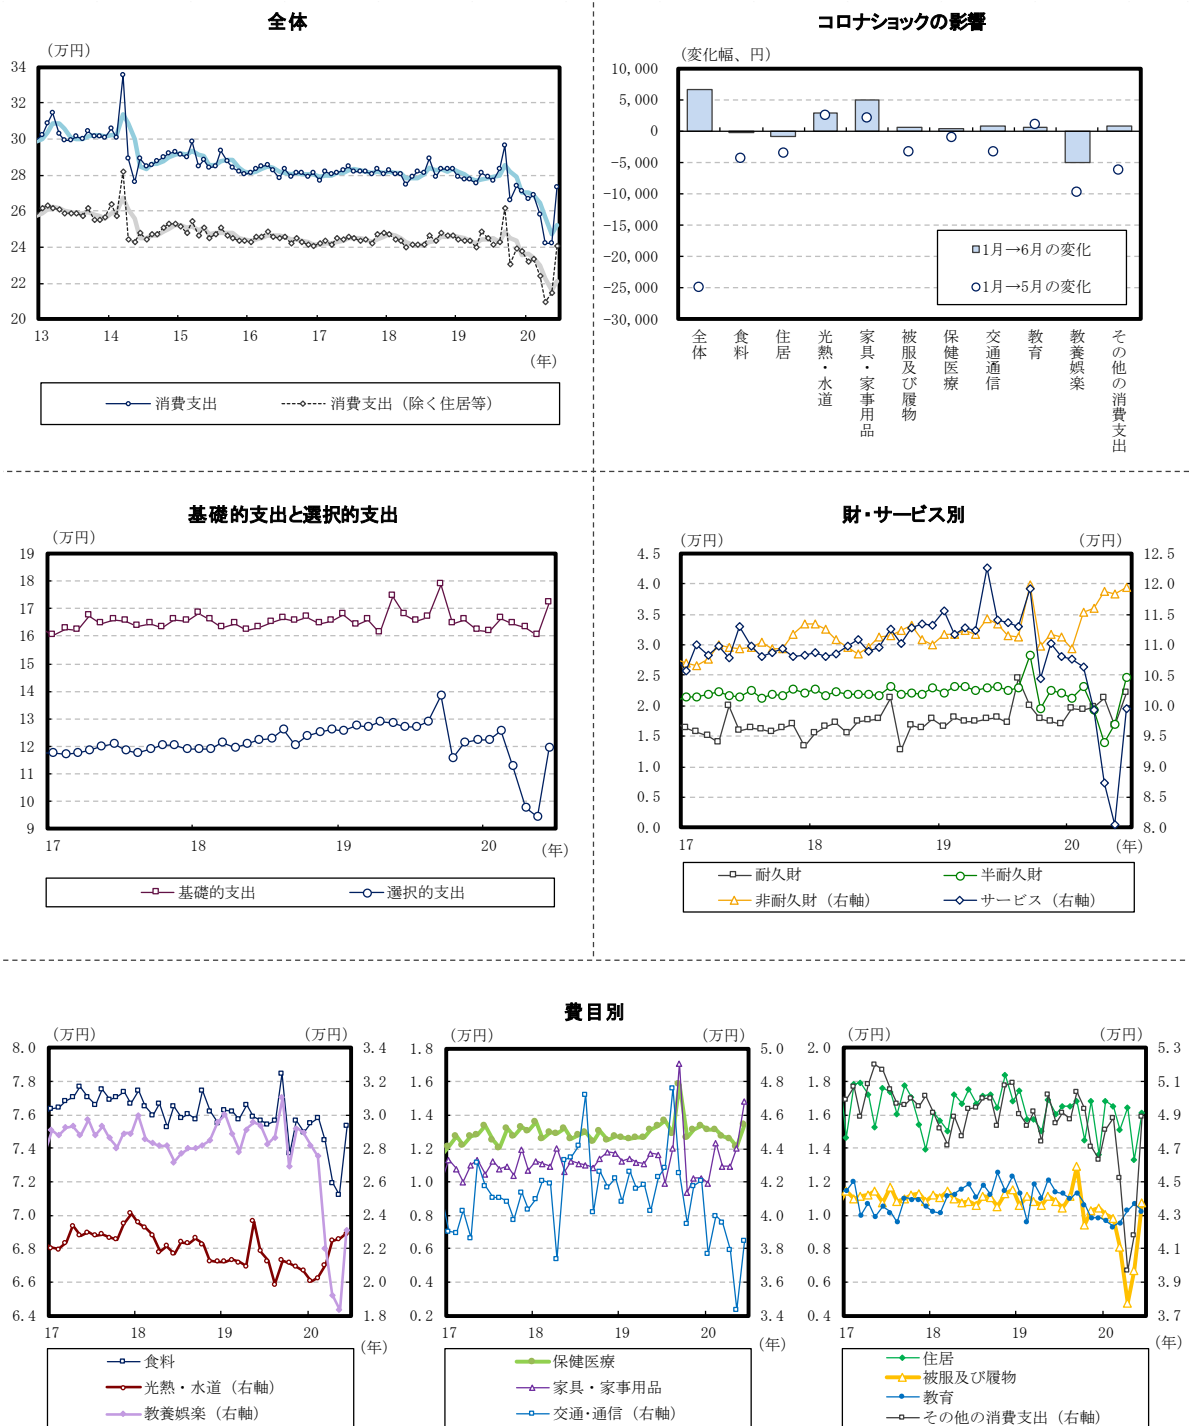 全体
（万円）
34
32
30
28
26
24
22
20
13 14 15 16 17 18 19 20
（年）
消費支出
消費支出（除く住居等）
コロナショックの影響
（変化幅、円）
10,000
5,000
0
-5,000
-10,000
-15,000
-20,000
-25,000
-30,000
1月→6月の変化
1月→5月の変化
全体
食料
住居
光熱・水道
家具・家事用品
被服及び履物
保健医療
交通通信
教育
教養娯楽
その他の消費支出
基礎的支出と選択的支出
（万円）
19
18
17
16
15
14
13
12
11
10
9
17 18 19 20
（年）
基礎的支出
選択的支出
財・サービス別
（万円）
（万円）
4.5
4.0
3.5
3.0
2.5
2.0
1.5
1.0
0.5
0.0
12.5
12.0
11.5
11.0
10.5
10.0
9.5
9.0
8.5
8.0
17 18 19 20
（年）
耐久財
半耐久財
非耐久財（右軸）
サービス（右軸）
費目別
（万円）
（万円）
8.0
7.8
7.6
7.4
7.2
7.0
6.8
6.6
6.4
3.4
3.2
3.0
2.8
2.6
2.4
2.2
2.0
1.8
17 18 19 20
（年）
食料
光熱・水道（右軸）
教養娯楽（右軸）
（万円）
（万円）
1.8
1.6
1.4
1.2
1.0
0.8
0.6
0.4
0.2
5.0
4.8
4.6
4.4
4.2
4.0
3.8
3.6
3.4
17 18 19 20
（年）
保健医療
家具・家事用品
交通・通信（右軸）
（万円）
（万円）
2.0
1.8
1.6
1.4
1.2
1.0
0.8
0.6
0.4
5.3
5.1
4.9
4.7
4.5
4.3
4.1
3.9
3.7
17 18 19 20
（年）
住居
被服及び履物
教育
その他の消費支出（右軸）